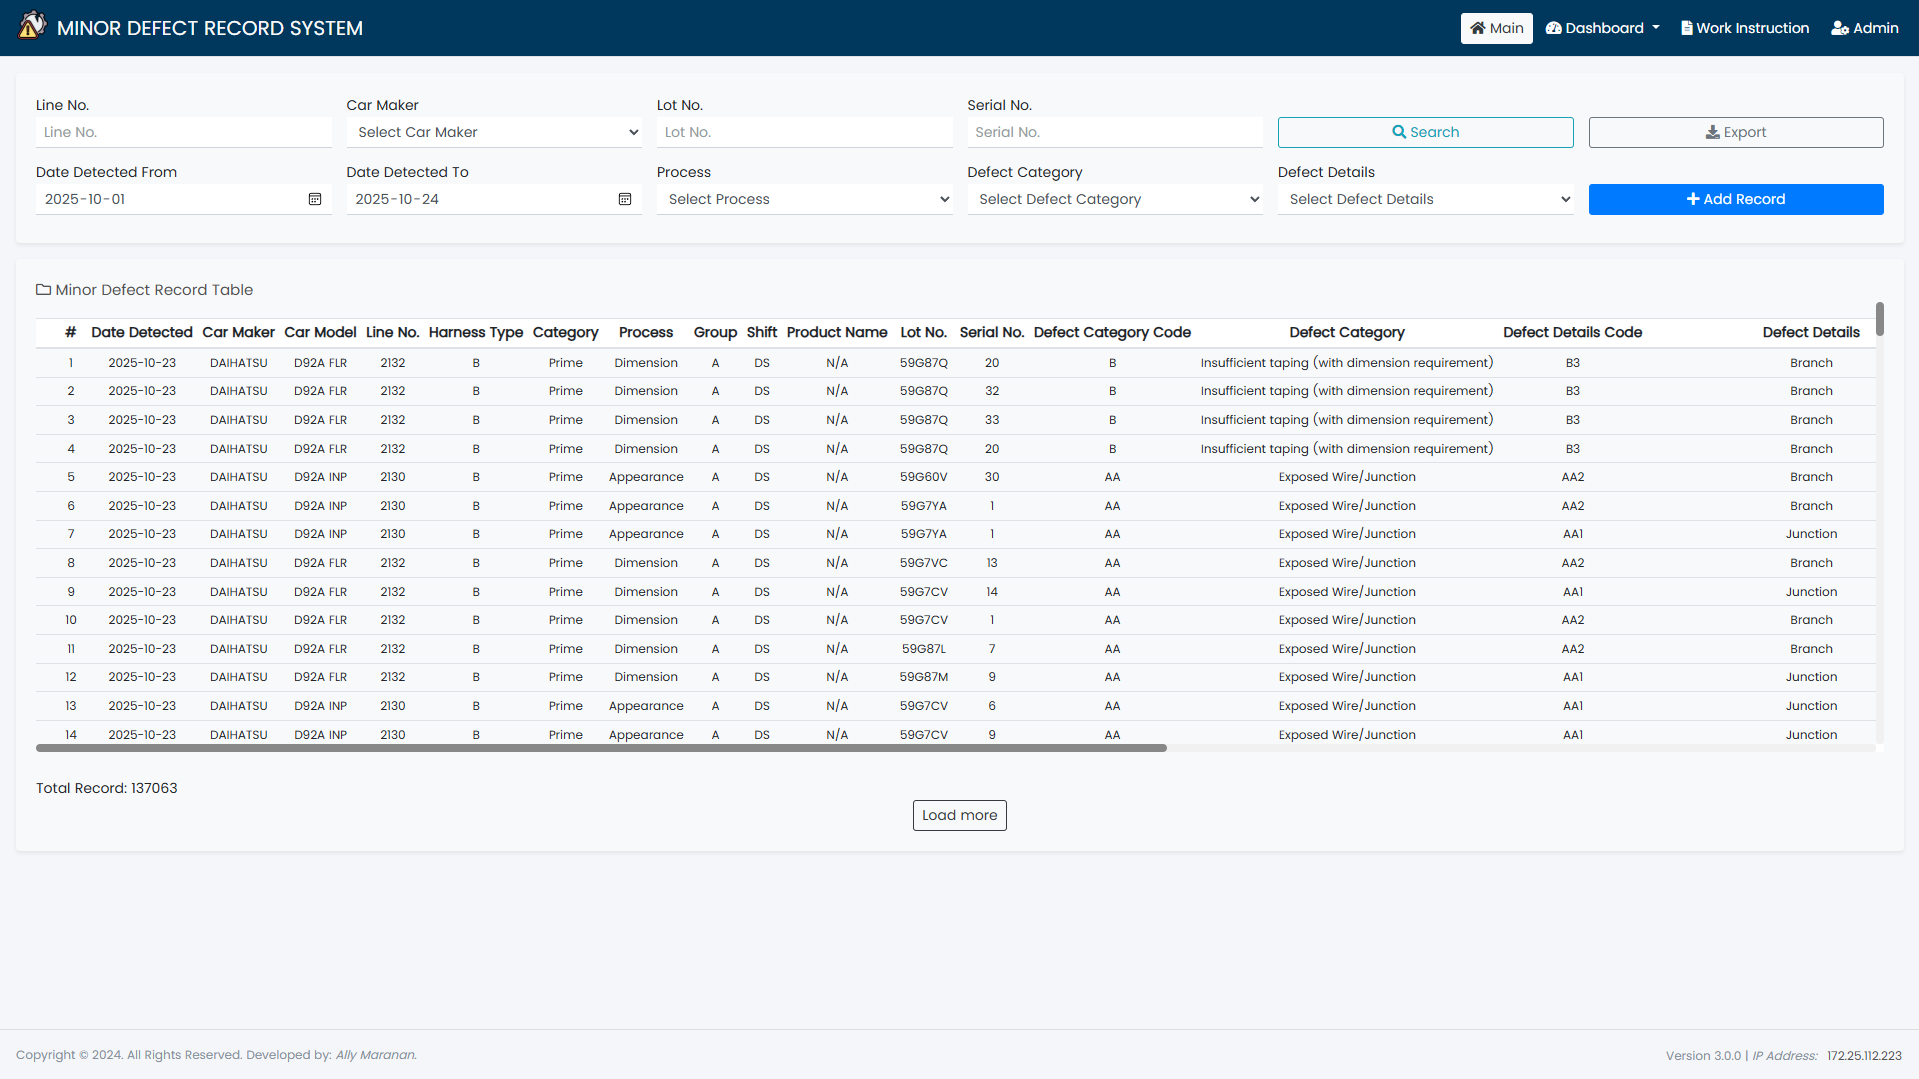 MINOR DEFECT RECORD SYSTEM
Main Dashboard Work Instruction Admin
Line No. Car Maker Lot No. Serial No.
Line No. Select Car Maker Lot No. Serial No. Search Export
Date Detected From Date Detected To Process Defect Category Defect Details
2025-10-01 2025-10-24 Select Process Select Defect Category Select Defect Details Add Record
Minor Defect Record Table
# Date Detected Car Maker Car Model Line No. Harness Type Category Process Group Shift Product Name Lot No. Serial No. Defect Category Code Defect Category Defect Details Code Defect Details
1 2025-10-23 DAIHATSU D92A FLR 2132 B Prime Dimension A DS N/A 59G87Q 20 B Insufficient taping (with dimension requirement) B3 Branch
2 2025-10-23 DAIHATSU D92A FLR 2132 B Prime Dimension A DS N/A 59G87Q 32 B Insufficient taping (with dimension requirement) B3 Branch
3 2025-10-23 DAIHATSU D92A FLR 2132 B Prime Dimension A DS N/A 59G87Q 33 B Insufficient taping (with dimension requirement) B3 Branch
4 2025-10-23 DAIHATSU D92A FLR 2132 B Prime Dimension A DS N/A 59G87Q 20 B Insufficient taping (with dimension requirement) B3 Branch
5 2025-10-23 DAIHATSU D92A INP 2130 B Prime Appearance A DS N/A 59G60V 30 AA Exposed Wire/Junction AA2 Branch
6 2025-10-23 DAIHATSU D92A INP 2130 B Prime Appearance A DS N/A 59G7YA 1 AA Exposed Wire/Junction AA2 Branch
7 2025-10-23 DAIHATSU D92A INP 2130 B Prime Appearance A DS N/A 59G7YA 1 AA Exposed Wire/Junction AA1 Junction
8 2025-10-23 DAIHATSU D92A FLR 2132 B Prime Dimension A DS N/A 59G7VC 13 AA Exposed Wire/Junction AA2 Branch
9 2025-10-23 DAIHATSU D92A FLR 2132 B Prime Dimension A DS N/A 59G7CV 14 AA Exposed Wire/Junction AA1 Junction
10 2025-10-23 DAIHATSU D92A FLR 2132 B Prime Dimension A DS N/A 59G7CV 1 AA Exposed Wire/Junction AA2 Branch
11 2025-10-23 DAIHATSU D92A FLR 2132 B Prime Dimension A DS N/A 59G87L 7 AA Exposed Wire/Junction AA2 Branch
12 2025-10-23 DAIHATSU D92A FLR 2132 B Prime Dimension A DS N/A 59G87M 9 AA Exposed Wire/Junction AA1 Junction
13 2025-10-23 DAIHATSU D92A INP 2130 B Prime Appearance A DS N/A 59G7CV 6 AA Exposed Wire/Junction AA1 Junction
14 2025-10-23 DAIHATSU D92A INP 2130 B Prime Appearance A DS N/A 59G7CV 9 AA Exposed Wire/Junction AA1 Junction
Total Record: 137063
Load more
Copyright © 2024. All Rights Reserved. Developed by: Ally Maranan. Version 3.0.0 | IP Address: 172.25.112.223